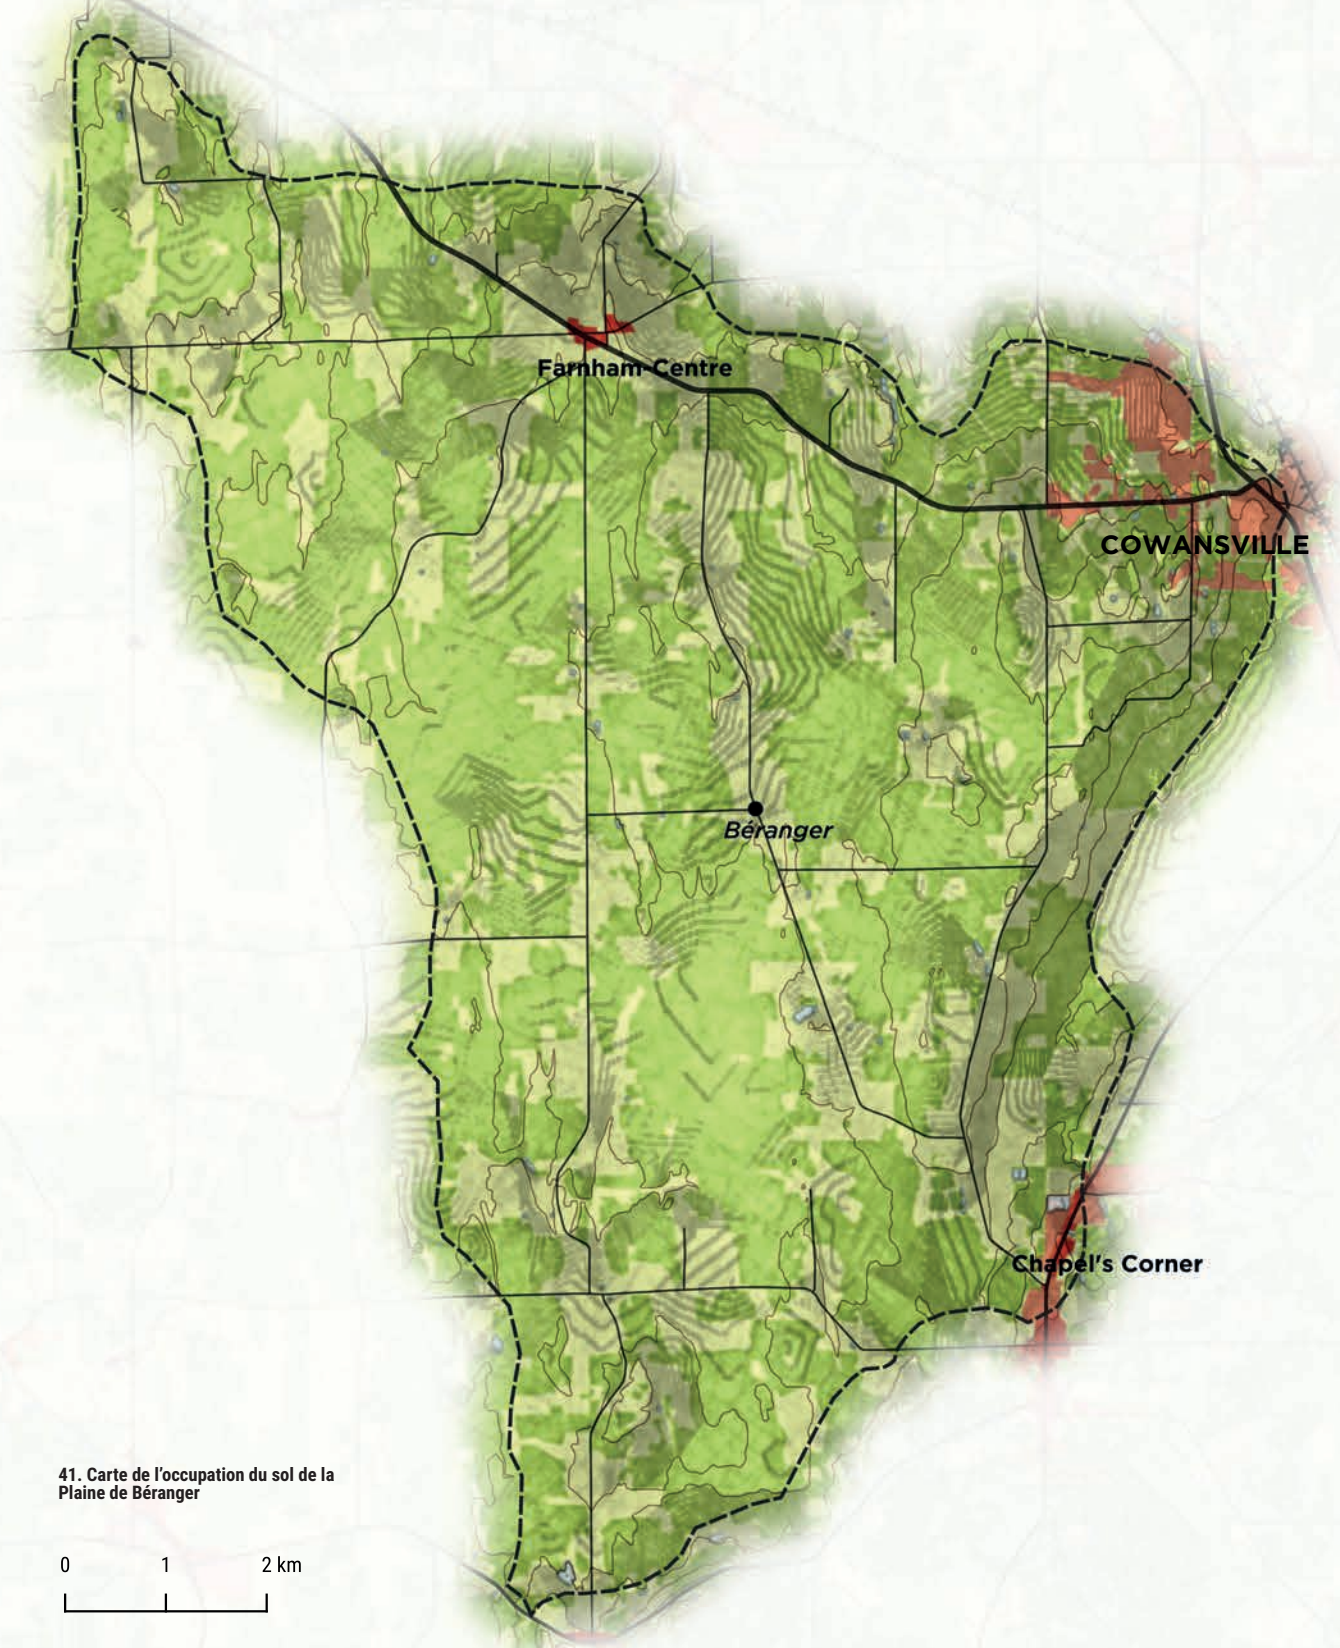 Farnham-Centre
COWANSVILLE
Béranger
Chapel's Corner
41. Carte de l'occupation du sol de la
Plaine de Béranger
0 1 2 km